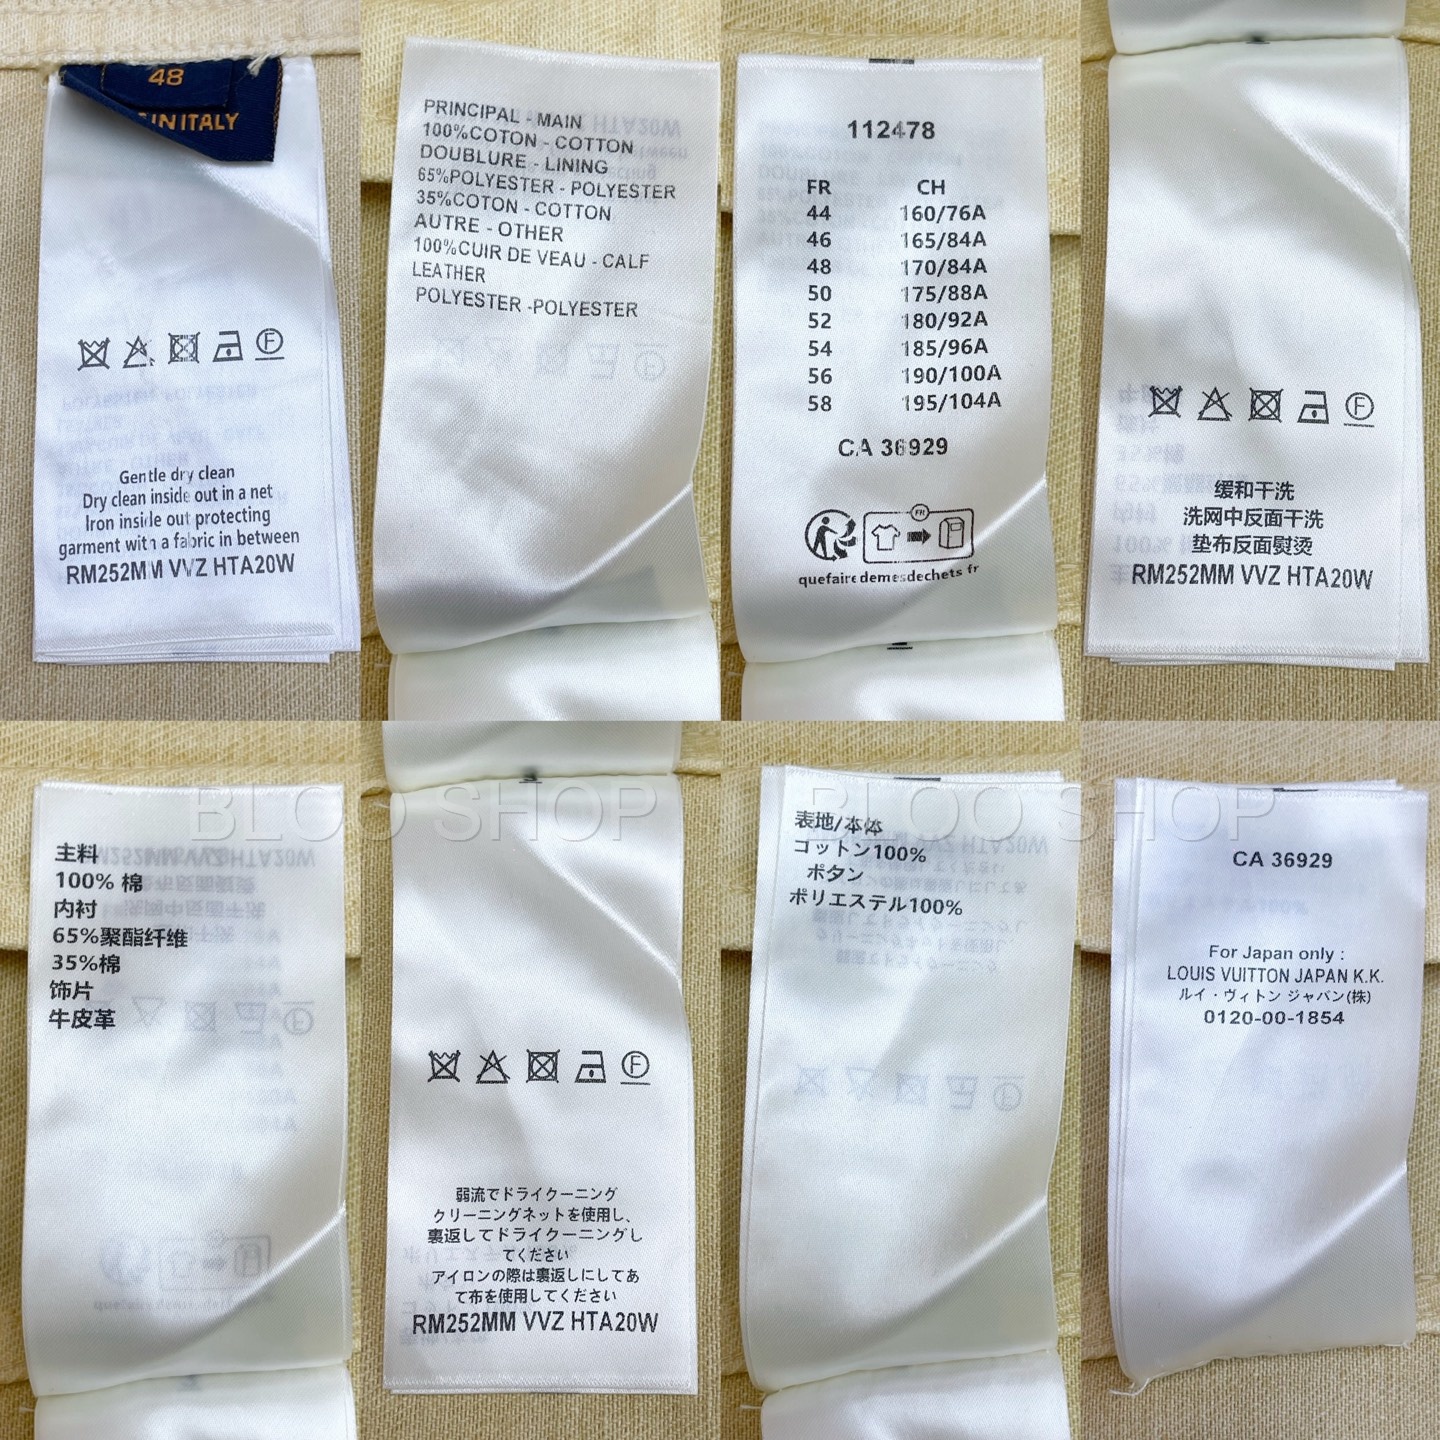 48
IN ITALY
Gentle dry clean
Dry clean inside out in a net
Iron inside out protecting
garment with a fabric in between
RM252MM VVZ HTA20W
PRINCIPAL - MAIN
100%COTON - COTTON
DOUBLURE - LINING
65%POLYESTER - POLYESTER
35%COTON - COTTON
AUTRE - OTHER
100%CUIR DE VEAU - CALF
LEATHER
POLYESTER -POLYESTER
112478
FR CH
44 160/76A
46 165/84A
48 170/84A
50 175/88A
52 180/92A
54 185/96A
56 190/100A
58 195/104A
CA 36929
FR
quefairedemesdechets fr
缓和干洗
洗网中反面干洗
垫布反面熨烫
RM252MM VVZ HTA20W
BLOO SHOP
主料
100% 棉
内衬
65%聚酯纤维
35%棉
饰片
牛皮革
弱流でドライクーニング
クリーニングネットを使用し、
裏返してドライクーニングし
てください
アイロンの際は裏返しにしてあ
て布を使用してください
RM252MM VVZ HTA20W
BLOO SHOP
表地/本体
コットン100%
ボタン
ポリエステル100%
CA 36929
For Japan only :
LOUIS VUITTON JAPAN K.K.
ルイ・ヴィトン ジャパン(株)
0120-00-1854